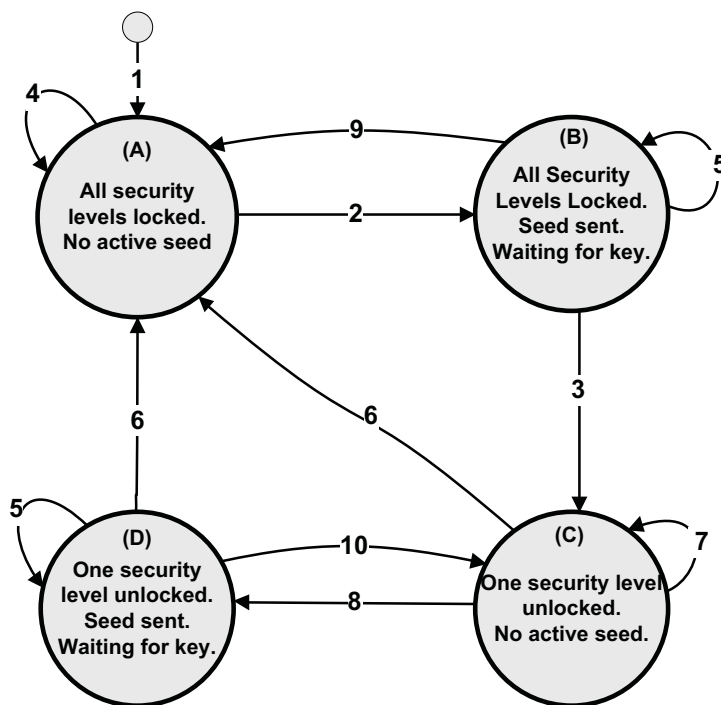 1
4
(A)
All security
levels locked.
No active seed
9
2
(B)
All Security
Levels Locked.
Seed sent.
Waiting for key.
5
3
6
6
5
(D)
One security
level unlocked.
Seed sent.
Waiting for key.
10
8
(C)
One security level
unlocked.
No active seed.
7